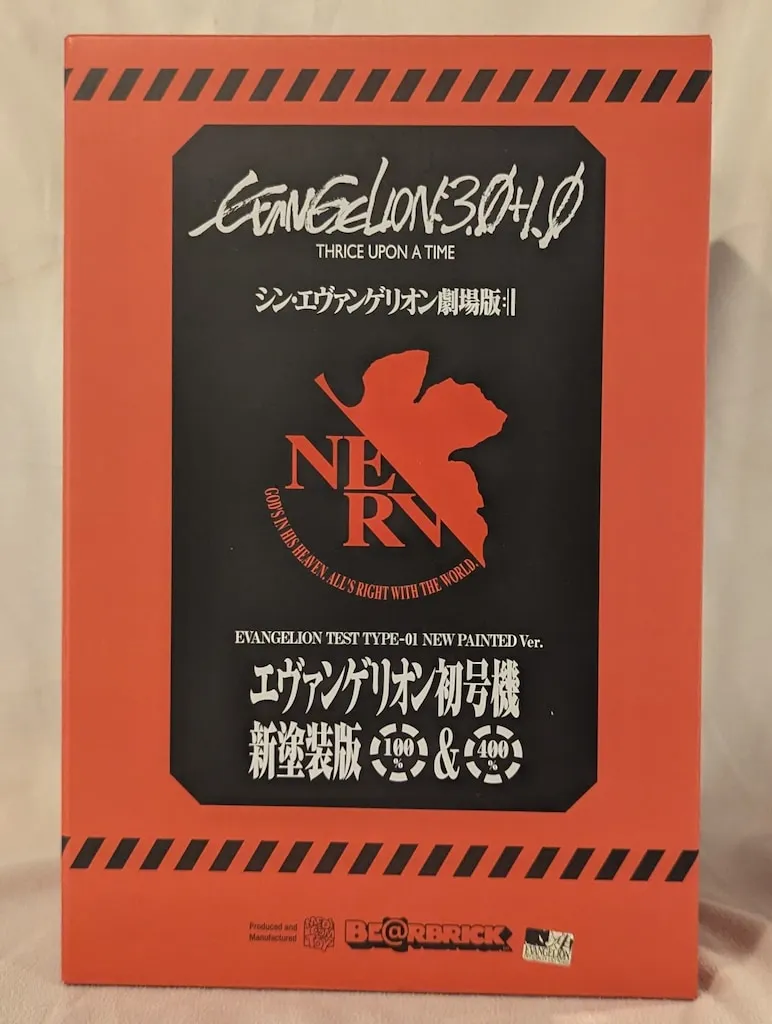 EVANGELION:3.0+1.0
THRICE UPON A TIME
シン・エヴァンゲリオン劇場版:||
NERV
GOD'S IN HIS HEAVEN. ALL'S RIGHT WITH THE WORLD.
EVANGELION TEST TYPE-01 NEW PAINTED Ver.
エヴァンゲリオン初号機
新塗装版 100% & 400%
Produced and
Manufactured
MEDICOM TOY
BE@RBRICK
EVANGELION